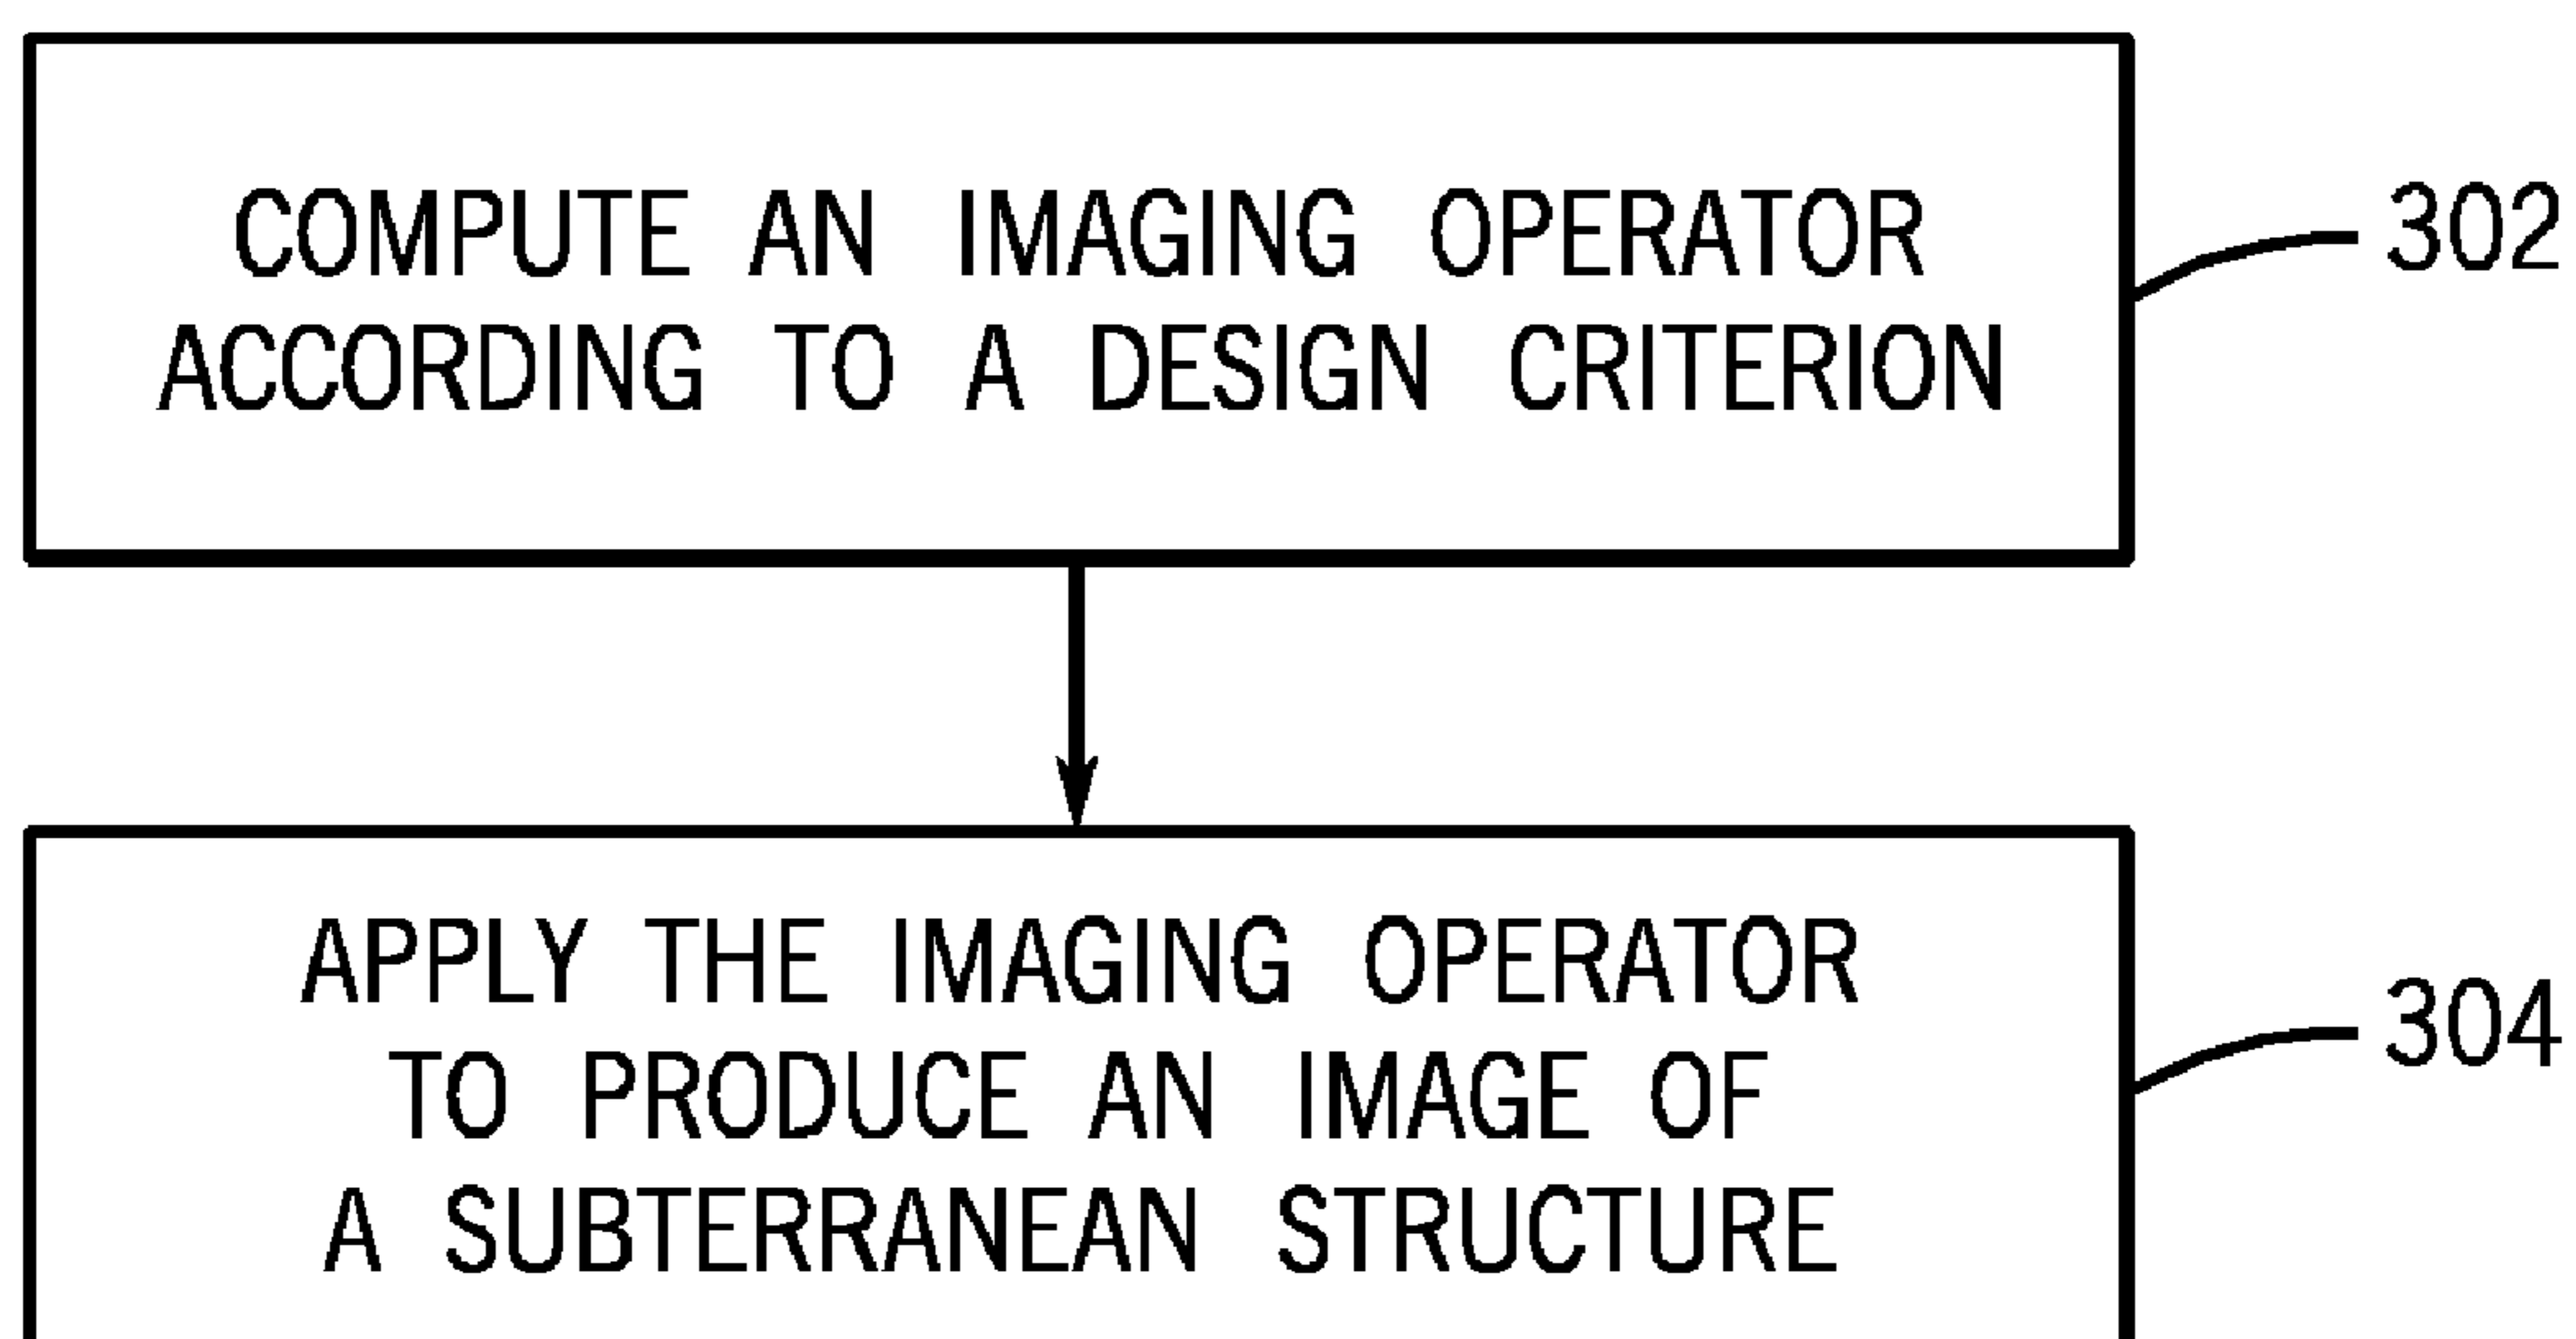 COMPUTE AN IMAGING OPERATOR
ACCORDING TO A DESIGN CRITERION
302
APPLY THE IMAGING OPERATOR
TO PRODUCE AN IMAGE OF
A SUBTERRANEAN STRUCTURE
304